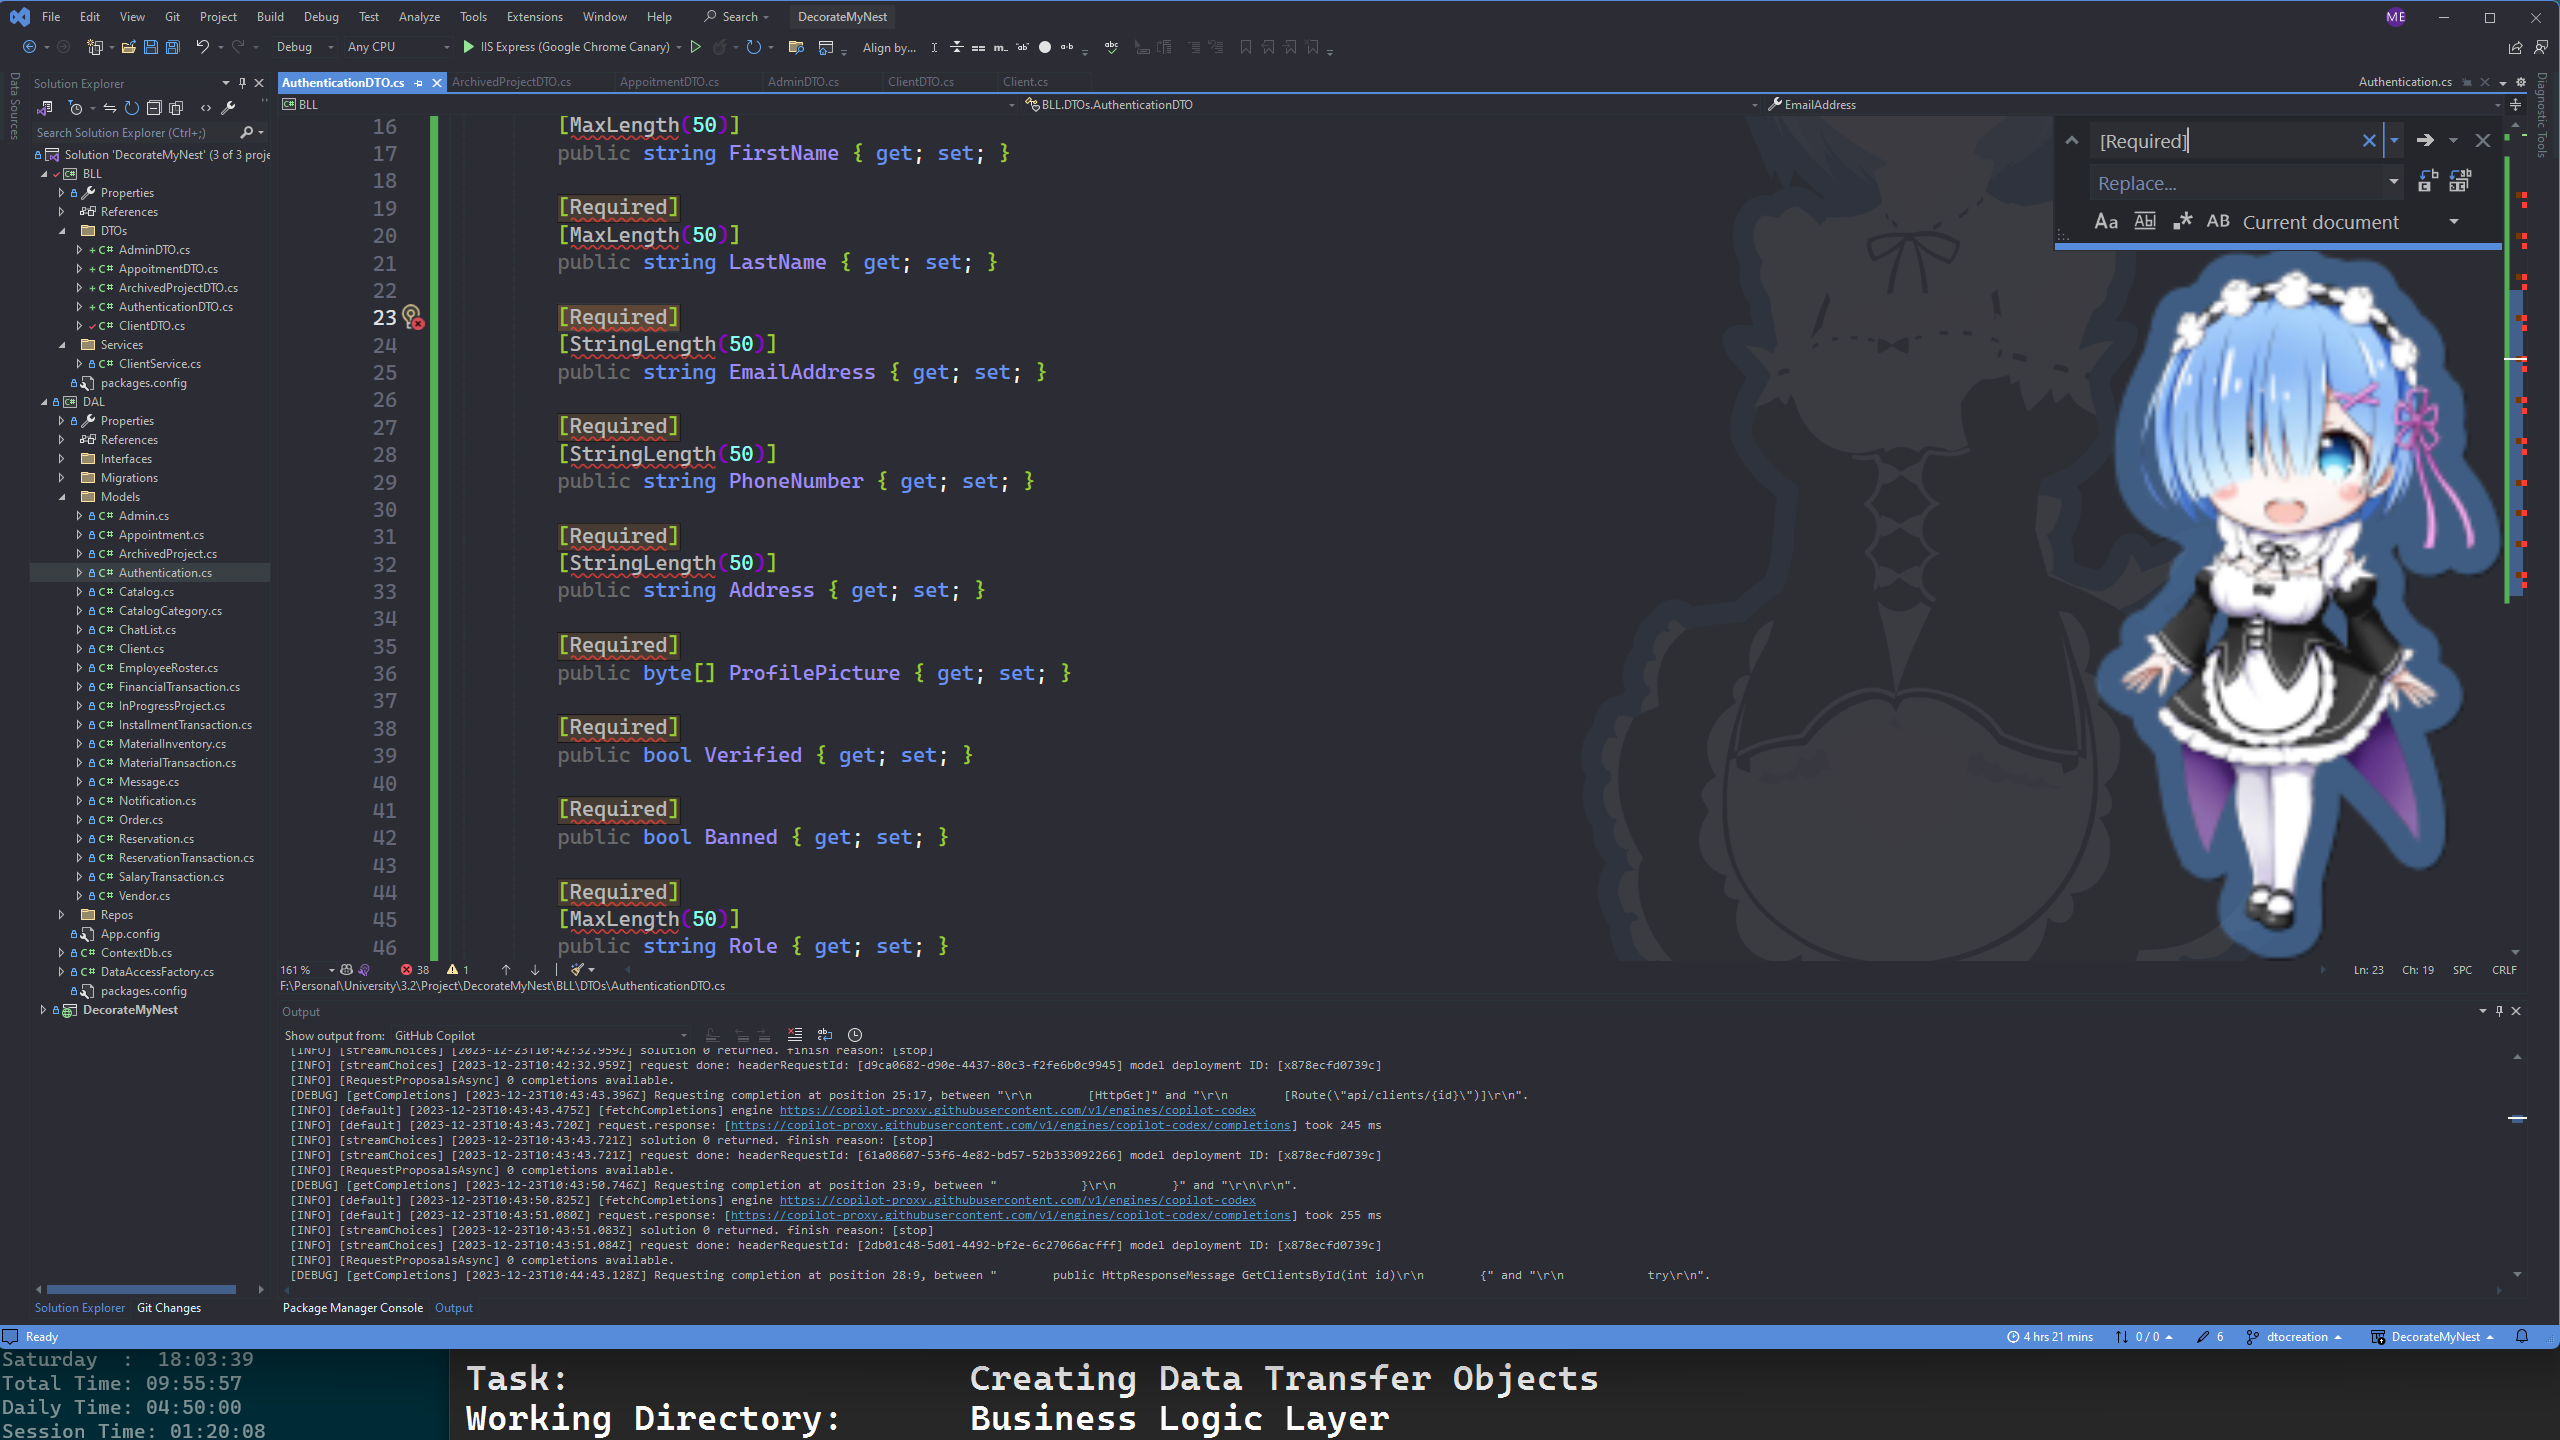 File Edit View Git Project Build Debug Test Analyze Tools Extensions Window Help Search DecorateMyNest ME
Debug Any CPU IIS Express (Google Chrome Canary) Align by...
Data Sources
Solution Explorer
Search Solution Explorer (Ctrl+;)
Solution 'DecorateMyNest' (3 of 3 proje
BLL
Properties
References
DTOs
C# AdminDTO.cs
C# AppoitmentDTO.cs
C# ArchivedProjectDTO.cs
C# AuthenticationDTO.cs
C# ClientDTO.cs
Services
C# ClientService.cs
packages.config
DAL
Properties
References
Interfaces
Migrations
Models
C# Admin.cs
C# Appointment.cs
C# ArchivedProject.cs
C# Authentication.cs
C# Catalog.cs
C# CatalogCategory.cs
C# ChatList.cs
C# Client.cs
C# EmployeeRoster.cs
C# FinancialTransaction.cs
C# InProgressProject.cs
C# InstallmentTransaction.cs
C# MaterialInventory.cs
C# MaterialTransaction.cs
C# Message.cs
C# Notification.cs
C# Order.cs
C# Reservation.cs
C# ReservationTransaction.cs
C# SalaryTransaction.cs
C# Vendor.cs
Repos
App.config
C# ContextDb.cs
C# DataAccessFactory.cs
packages.config
DecorateMyNest
Solution Explorer Git Changes
AuthenticationDTO.cs ArchivedProjectDTO.cs AppoitmentDTO.cs AdminDTO.cs ClientDTO.cs Client.cs Authentication.cs
BLL BLL.DTOs.AuthenticationDTO EmailAddress
Diagnostic Tools
[Required]
Replace...
Aa Abl .* AB Current document
16 [MaxLength(50)]
17 public string FirstName { get; set; }
18
19 [Required]
20 [MaxLength(50)]
21 public string LastName { get; set; }
22
23 [Required]
24 [StringLength(50)]
25 public string EmailAddress { get; set; }
26
27 [Required]
28 [StringLength(50)]
29 public string PhoneNumber { get; set; }
30
31 [Required]
32 [StringLength(50)]
33 public string Address { get; set; }
34
35 [Required]
36 public byte[] ProfilePicture { get; set; }
37
38 [Required]
39 public bool Verified { get; set; }
40
41 [Required]
42 public bool Banned { get; set; }
43
44 [Required]
45 [MaxLength(50)]
46 public string Role { get; set; }
161 % 38 1 Ln: 23 Ch: 19 SPC CRLF
F:\Personal\University\3.2\Project\DecorateMyNest\BLL\DTOs\AuthenticationDTO.cs
Output
Show output from: GitHub Copilot
[INFO] [streamChoices] [2023-12-23T10:42:32.959Z] solution 0 returned. finish reason: [stop]
[INFO] [streamChoices] [2023-12-23T10:42:32.959Z] request done: headerRequestId: [d9ca0682-d90e-4437-80c3-f2fe6b0c9945] model deployment ID: [x878ecfd0739c]
[INFO] [RequestProposalsAsync] 0 completions available.
[DEBUG] [getCompletions] [2023-12-23T10:43:43.396Z] Requesting completion at position 25:17, between "\r\n [HttpGet]" and "\r\n [Route(\"api/clients/{id}\")]\r\n".
[INFO] [default] [2023-12-23T10:43:43.475Z] [fetchCompletions] engine https://copilot-proxy.githubusercontent.com/v1/engines/copilot-codex
[INFO] [default] [2023-12-23T10:43:43.720Z] request.response: [https://copilot-proxy.githubusercontent.com/v1/engines/copilot-codex/completions] took 245 ms
[INFO] [streamChoices] [2023-12-23T10:43:43.721Z] solution 0 returned. finish reason: [stop]
[INFO] [streamChoices] [2023-12-23T10:43:43.721Z] request done: headerRequestId: [61a08607-53f6-4e82-bd57-52b333092266] model deployment ID: [x878ecfd0739c]
[INFO] [RequestProposalsAsync] 0 completions available.
[DEBUG] [getCompletions] [2023-12-23T10:43:50.746Z] Requesting completion at position 23:9, between " }\r\n }" and "\r\n\r\n".
[INFO] [default] [2023-12-23T10:43:50.825Z] [fetchCompletions] engine https://copilot-proxy.githubusercontent.com/v1/engines/copilot-codex
[INFO] [default] [2023-12-23T10:43:51.080Z] request.response: [https://copilot-proxy.githubusercontent.com/v1/engines/copilot-codex/completions] took 255 ms
[INFO] [streamChoices] [2023-12-23T10:43:51.083Z] solution 0 returned. finish reason: [stop]
[INFO] [streamChoices] [2023-12-23T10:43:51.084Z] request done: headerRequestId: [2db01c48-5d01-4492-bf2e-6c27066acfff] model deployment ID: [x878ecfd0739c]
[INFO] [RequestProposalsAsync] 0 completions available.
[DEBUG] [getCompletions] [2023-12-23T10:44:43.128Z] Requesting completion at position 28:9, between " public HttpResponseMessage GetClientsById(int id)\r\n {" and "\r\n try\r\n".
Package Manager Console Output
Ready 4 hrs 21 mins 0 / 0 6 dtocreation DecorateMyNest
Saturday : 18:03:39
Total Time: 09:55:57
Daily Time: 04:50:00
Session Time: 01:20:08
Task: Creating Data Transfer Objects
Working Directory: Business Logic Layer